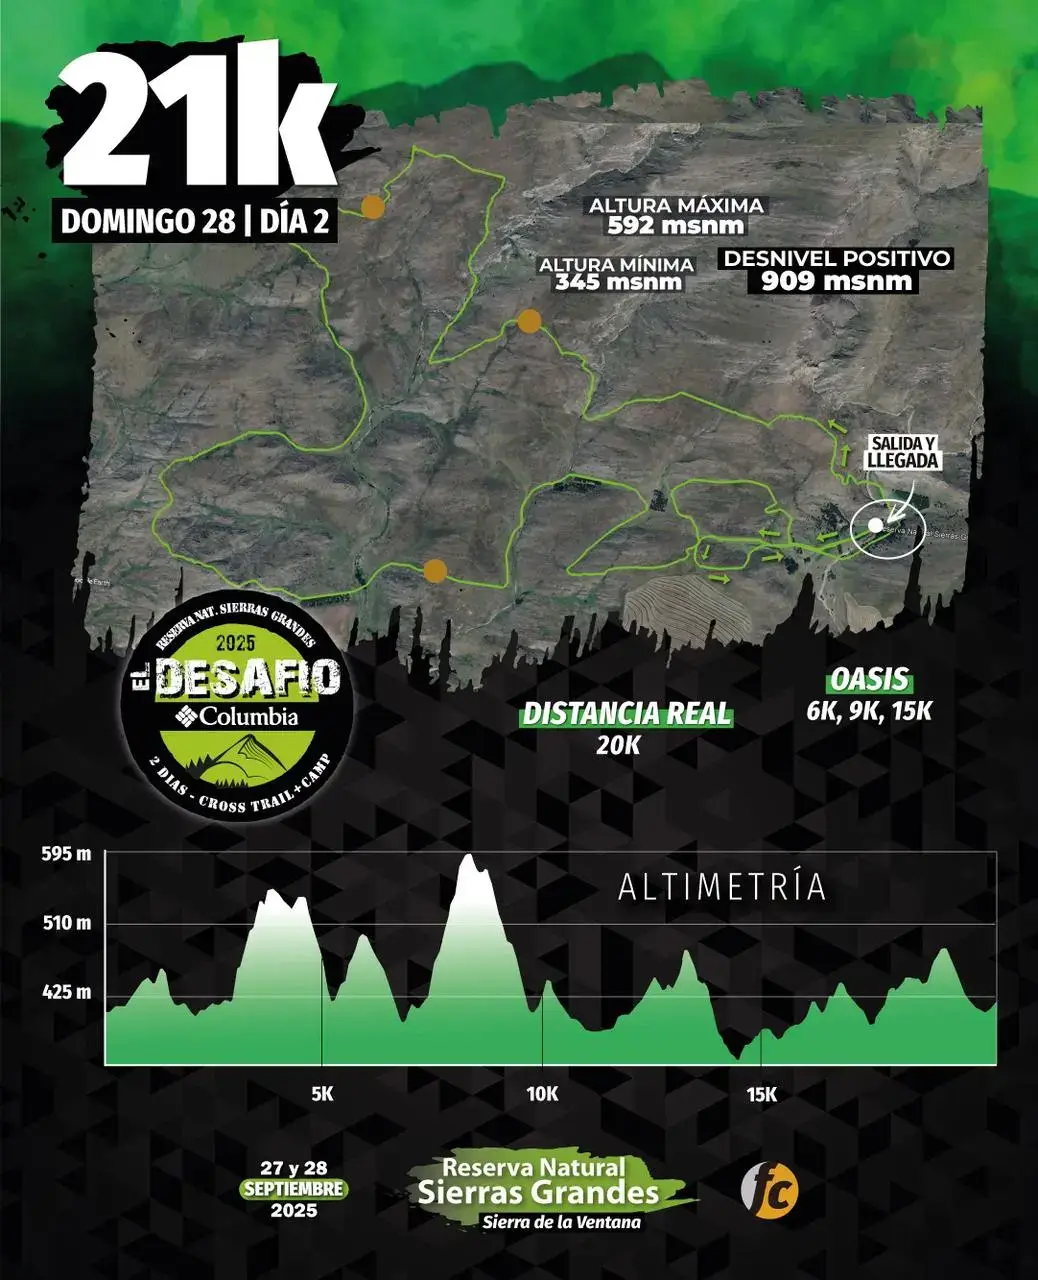 21k
DOMINGO 28 | DÍA 2
ALTURA MÁXIMA
592 msnm
ALTURA MÍNIMA
345 msnm
DESNIVEL POSITIVO
909 msnm
SALIDA Y
LLEGADA
RESERVA NAT. SIERRAS GRANDES
2025
EL DESAFIO
Columbia
2 DIAS - CROSS TRAIL + CAMP
DISTANCIA REAL
20K
OASIS
6K, 9K, 15K
ALTIMETRÍA
595 m
510 m
425 m
5K
10K
15K
27 y 28
SEPTIEMBRE
2025
Reserva Natural
Sierras Grandes
Sierra de la Ventana
fc